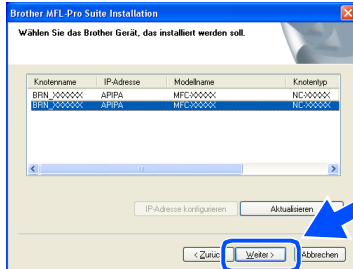 Brother MFL-Pro Suite Installation
Wählen Sie das Brother Gerät, das installiert werden soll.
Knotenname IP-Adresse Modellname Knotentyp
BRN_XXXXXX APIPA MFC-XXXXX NC-XXXXX
BRN_XXXXXX APIPA MFC-XXXXX NC-XXXXX
IP-Adresse konfigurieren Aktualisieren
< Zurüc Weiter > Abbrechen